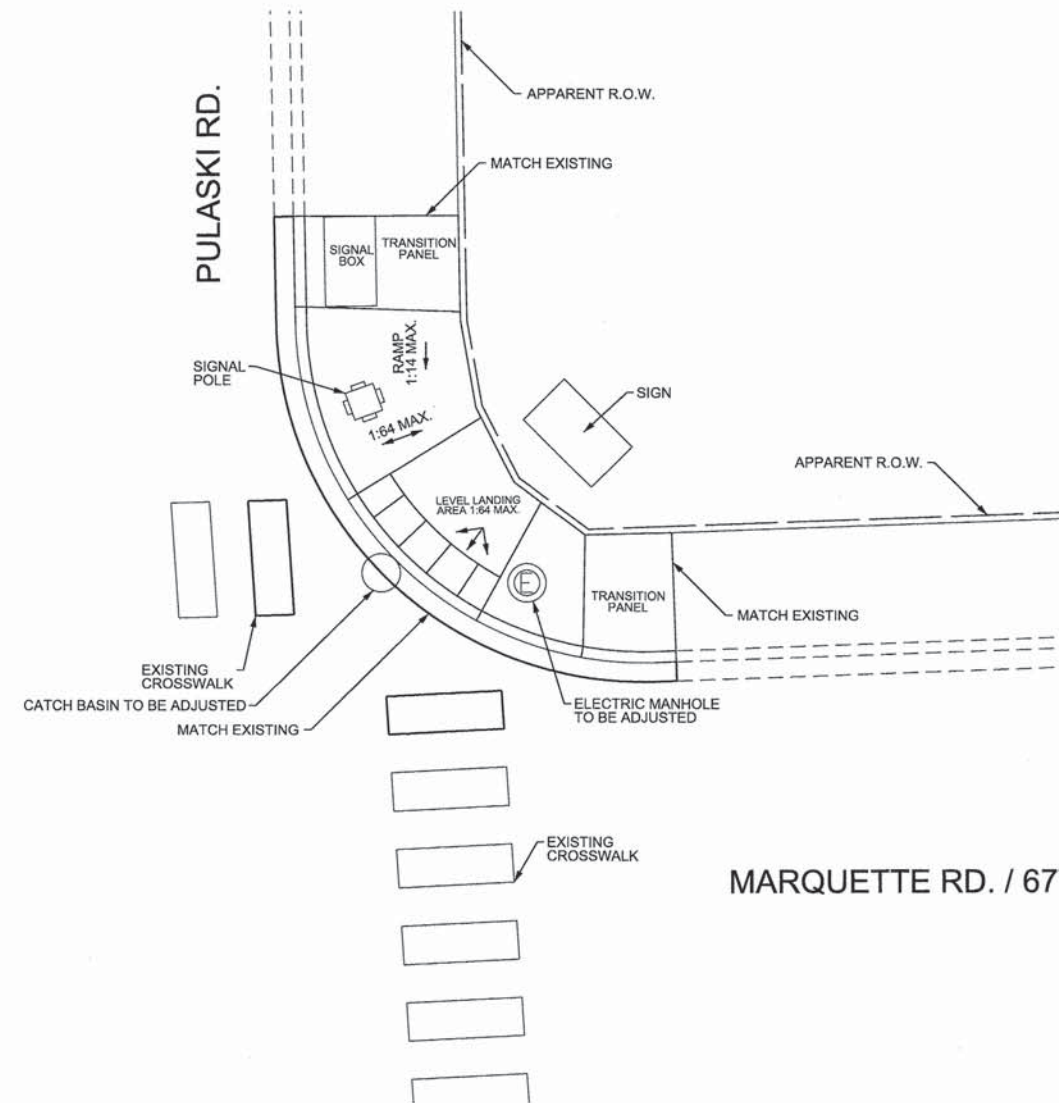 PULASKI RD.
APPARENT R.O.W.
MATCH EXISTING
SIGNAL
BOX
TRANSITION
PANEL
RAMP
1:14 MAX.
SIGNAL
POLE
1:64 MAX.
SIGN
APPARENT R.O.W.
LEVEL LANDING
AREA 1:64 MAX.
E
TRANSITION
PANEL
MATCH EXISTING
EXISTING
CROSSWALK
CATCH BASIN TO BE ADJUSTED
MATCH EXISTING
ELECTRIC MANHOLE
TO BE ADJUSTED
EXISTING
CROSSWALK
MARQUETTE RD. / 67